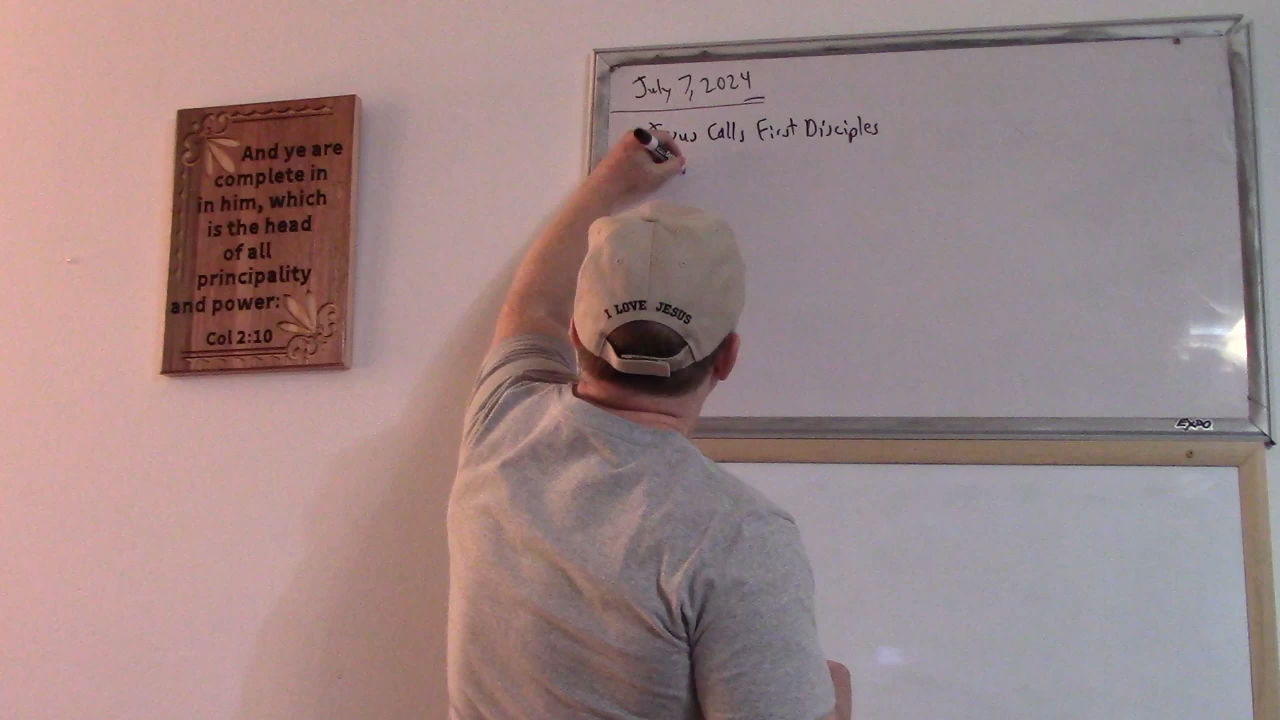 And ye are
complete in
in him, which
is the head
of all
principality
and power:
Col 2:10
July 7, 2024
Jesus Calls First Disciples
I LOVE JESUS
EXPO